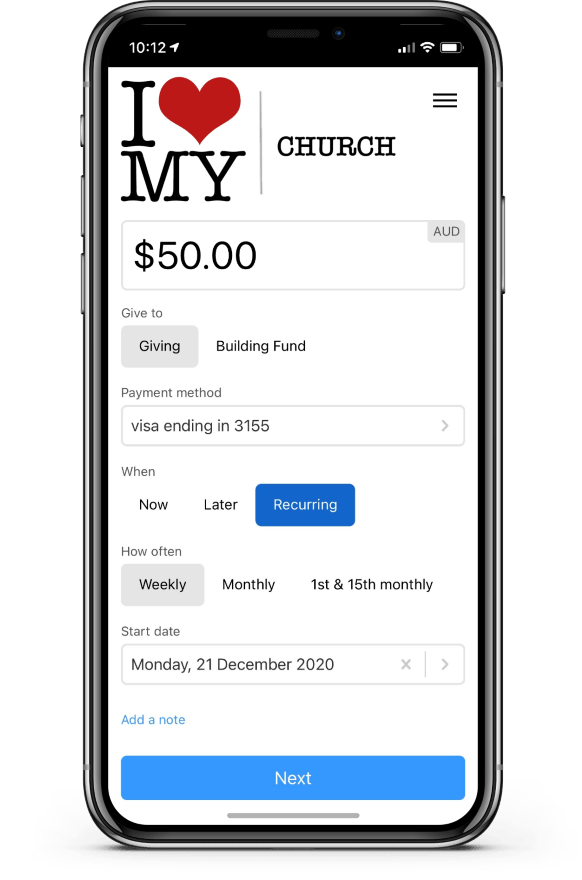 10:12
I
MY
CHURCH
AUD
$50.00
Give to
Giving Building Fund
Payment method
visa ending in 3155
When
Now Later Recurring
How often
Weekly Monthly 1st & 15th monthly
Start date
Monday, 21 December 2020
Add a note
Next